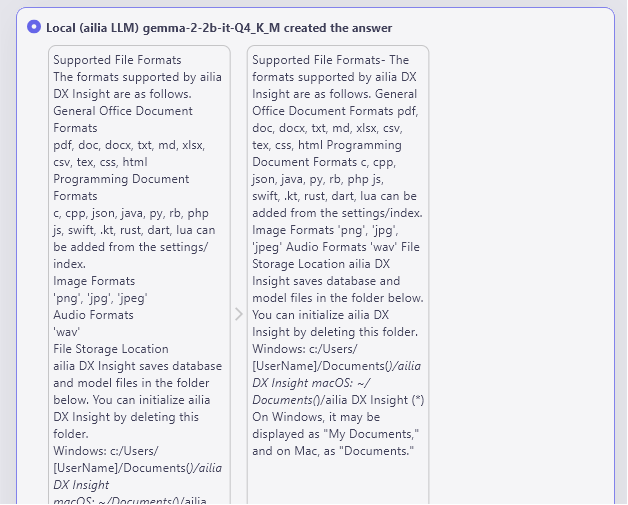 Local (ailia LLM) gemma-2-2b-it-Q4_K_M created the answer
Supported File Formats
The formats supported by ailia
DX Insight are as follows.
General Office Document
Formats
pdf, doc, docx, txt, md, xlsx,
csv, tex, css, html
Programming Document
Formats
c, cpp, json, java, py, rb, php
js, swift, .kt, rust, dart, lua can
be added from the settings/
index.
Image Formats
'png', 'jpg', 'jpeg'
Audio Formats
'wav'
File Storage Location
ailia DX Insight saves database
and model files in the folder
below. You can initialize ailia
DX Insight by deleting this
folder.
Windows: c:/Users/
[UserName]/Documents()/ailia
DX Insight
macOS: ~/Documents()/ailia
Supported File Formats- The
formats supported by ailia DX
Insight are as follows. General
Office Document Formats pdf,
doc, docx, txt, md, xlsx, csv,
tex, css, html Programming
Document Formats c, cpp,
json, java, py, rb, php js,
swift, .kt, rust, dart, lua can be
added from the settings/index.
Image Formats 'png', 'jpg',
'jpeg' Audio Formats 'wav' File
Storage Location ailia DX
Insight saves database and
model files in the folder below.
You can initialize ailia DX
Insight by deleting this folder.
Windows: c:/Users/
[UserName]/Documents()/ailia
DX Insight macOS: ~/
Documents()/ailia DX Insight (*)
On Windows, it may be
displayed as "My Documents,"
and on Mac, as "Documents."